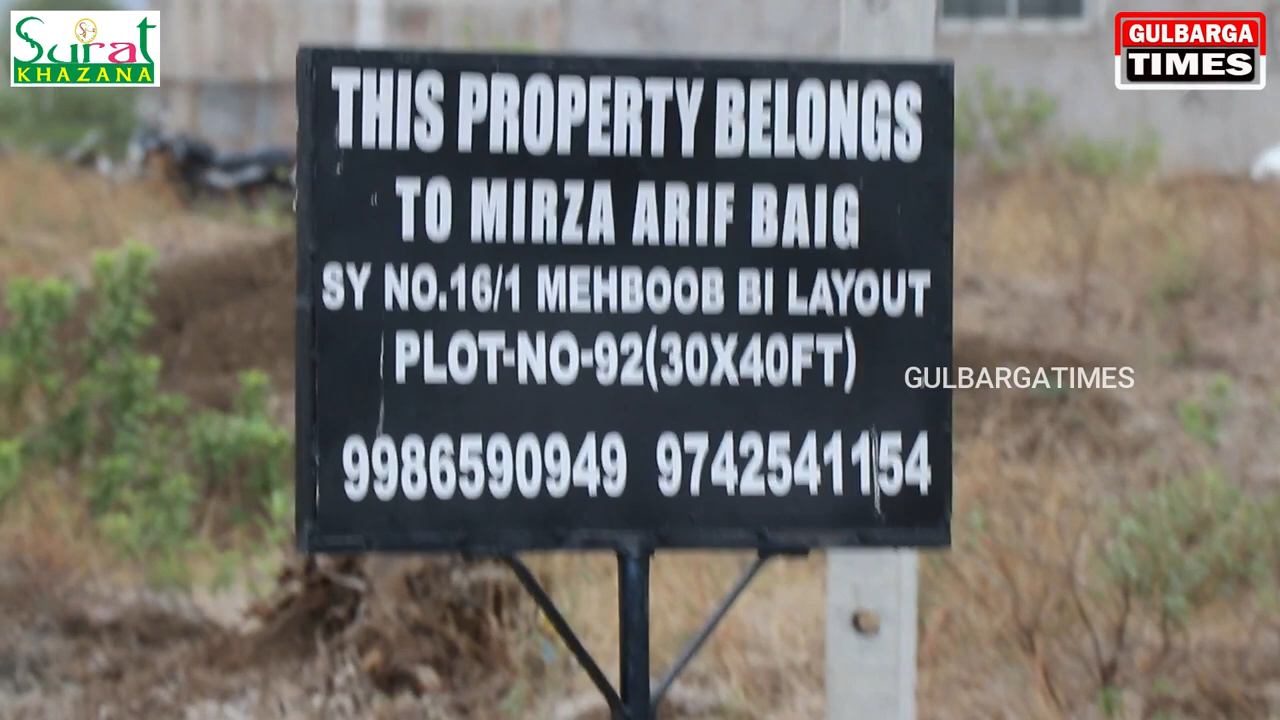 Surat
KHAZANA
GULBARGA
TIMES
THIS PROPERTY BELONGS
TO MIRZA ARIF BAIG
SY NO.16/1 MEHBOOB BI LAYOUT
PLOT-NO-92(30X40FT)
GULBARGATIMES
9986590949 9742541154